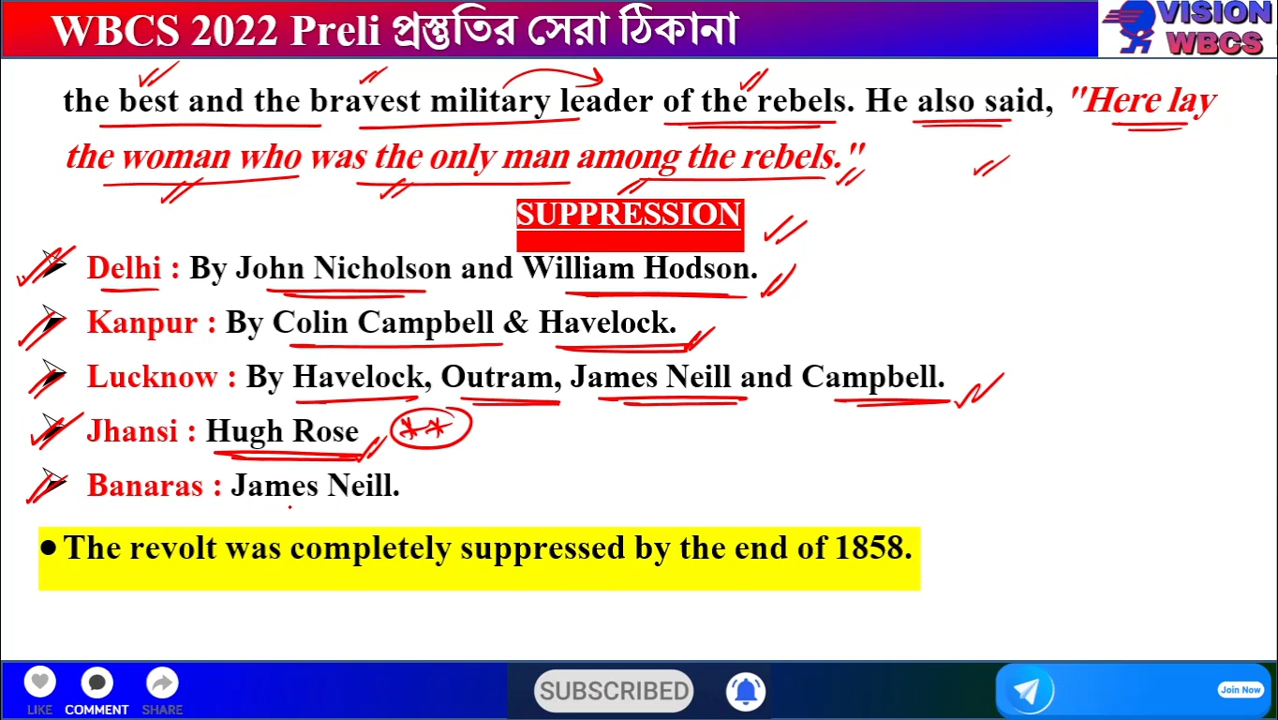 WBCS 2022 Preli প্রস্তুতির সেরা ঠিকানা
VISION
WBCS
the best and the bravest military leader of the rebels. He also said, "Here lay
the woman who was the only man among the rebels."
SUPPRESSION
Delhi : By John Nicholson and William Hodson.
Kanpur : By Colin Campbell & Havelock.
Lucknow : By Havelock, Outram, James Neill and Campbell.
Jhansi : Hugh Rose **
Banaras : James Neill.
• The revolt was completely suppressed by the end of 1858.
LIKE COMMENT SHARE
SUBSCRIBED
Join Now